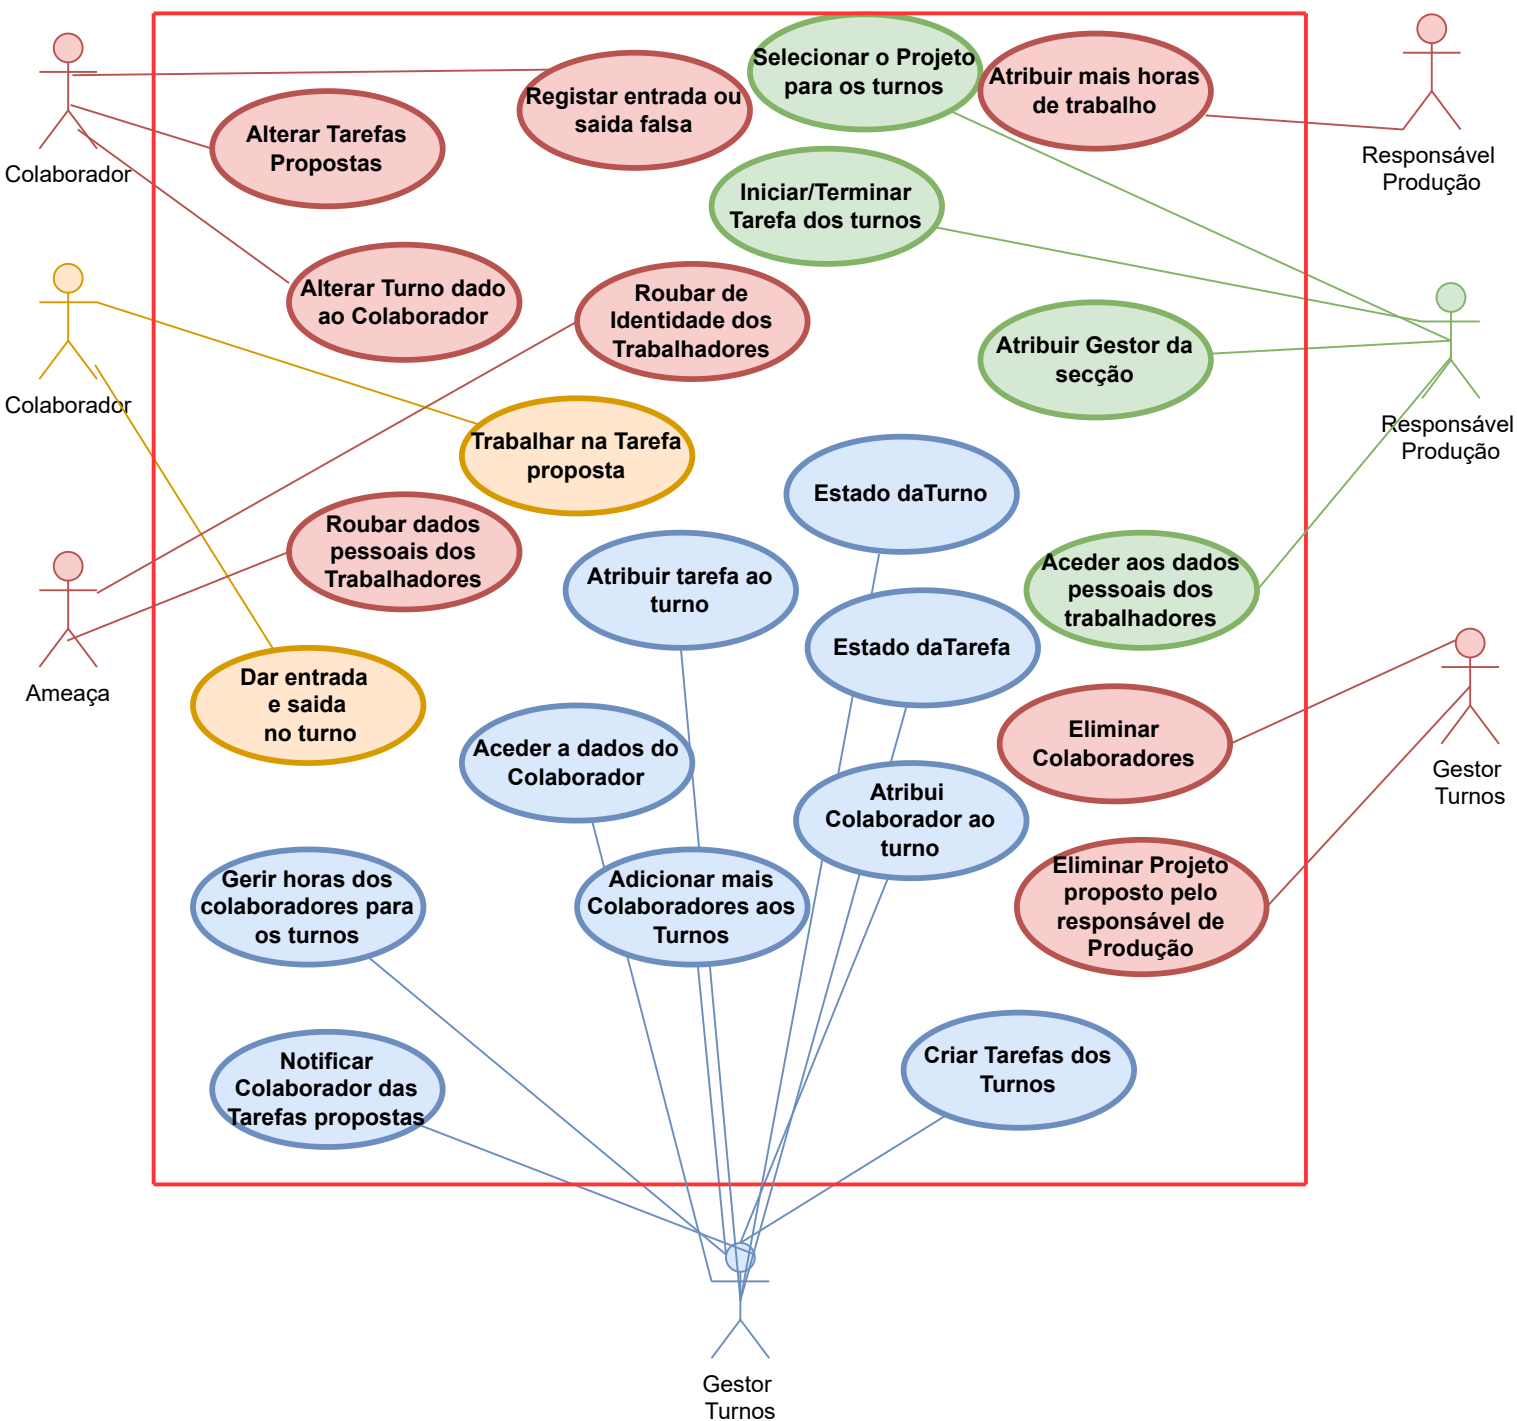 Selecionar o Projeto
para os turnos
Atribuir mais horas
de trabalho
Registar entrada ou
saida falsa
Alterar Tarefas
Propostas
Colaborador
Responsável
Produção
Iniciar/Terminar
Tarefa dos turnos
Alterar Turno dado
ao Colaborador
Roubar de
Identidade dos
Trabalhadores
Atribuir Gestor da
secção
Colaborador
Responsável
Produção
Trabalhar na Tarefa
proposta
Estado daTurno
Roubar dados
pessoais dos
Trabalhadores
Atribuir tarefa ao
turno
Aceder aos dados
pessoais dos
trabalhadores
Estado daTarefa
Ameaça
Dar entrada
e saida
no turno
Aceder a dados do
Colaborador
Eliminar
Colaboradores
Gestor
Turnos
Atribui
Colaborador ao
turno
Gerir horas dos
colaboradores para
os turnos
Adicionar mais
Colaboradores aos
Turnos
Eliminar Projeto
proposto pelo
responsável de
Produção
Notificar
Colaborador das
Tarefas propostas
Criar Tarefas dos
Turnos
Gestor
Turnos